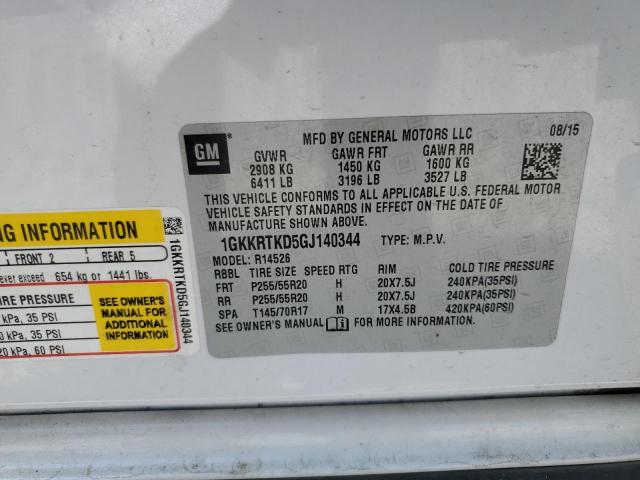 GM
MFD BY GENERAL MOTORS LLC 08/15
GVWR GAWR FRT GAWR RR
2908 KG 1450 KG 1600 KG
6411 LB 3196 LB 3527 LB
THIS VEHICLE CONFORMS TO ALL APPLICABLE U.S. FEDERAL MOTOR
VEHICLE SAFETY STANDARDS IN EFFECT ON THE DATE OF
MANUFACTURE SHOWN ABOVE.
1GKKRTKD5GJ140344 TYPE: M.P.V.
MODEL: R14526
RBBL TIRE SIZE SPEED RTG RIM COLD TIRE PRESSURE
FRT P255/55R20 H 20X7.5J 240KPA(35PSI)
RR P255/55R20 H 20X7.5J 240KPA(35PSI)
SPA T145/70R17 M 17X4.5B 420KPA(60PSI)
SEE OWNER'S MANUAL FOR MORE INFORMATION.
NG INFORMATION
FRONT 2 REAR 5
ever exceed 654 kg or 1441 lbs.
TIRE PRESSURE
kPa, 35 PSI
kPa, 35 PSI
20 kPa, 60 PSI
SEE OWNER'S
MANUAL FOR
ADDITIONAL
INFORMATION
1GKKRTKD5GJ140344